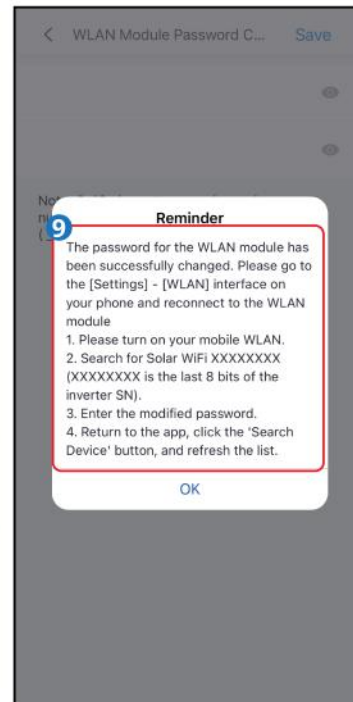 WLAN Module Password C... Save
9
Reminder
The password for the WLAN module has
been successfully changed. Please go to
the [Settings] - [WLAN] interface on
your phone and reconnect to the WLAN
module
1. Please turn on your mobile WLAN.
2. Search for Solar WiFi XXXXXXXX
(XXXXXXXX is the last 8 bits of the
inverter SN).
3. Enter the modified password.
4. Return to the app, click the 'Search
Device' button, and refresh the list.
OK